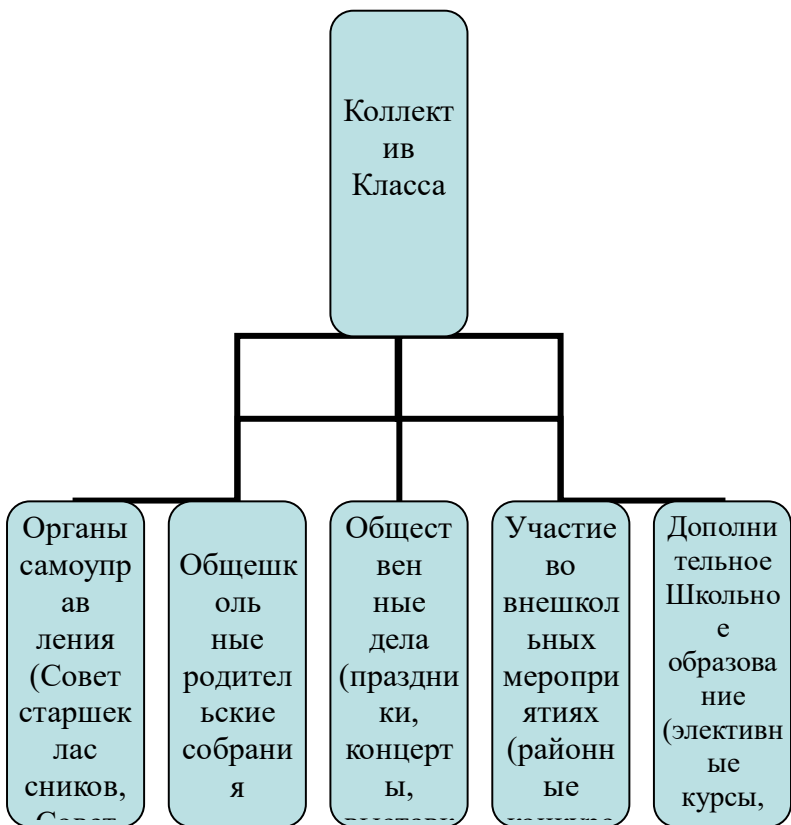 Коллект
ив
Класса
Органы
самоупр
ав
ления
(Совет
старшек
лас
сников,
Совет
Общешк
оль
ные
родител
ьские
собрани
я
Общест
вен
ные
дела
(праздни
ки,
концерт
ы,
Участие
во
внешкол
ьных
меропри
ятиях
(районн
ые
Дополни
тельное
Школьно
е
образова
ние
(элективн
ые
курсы,